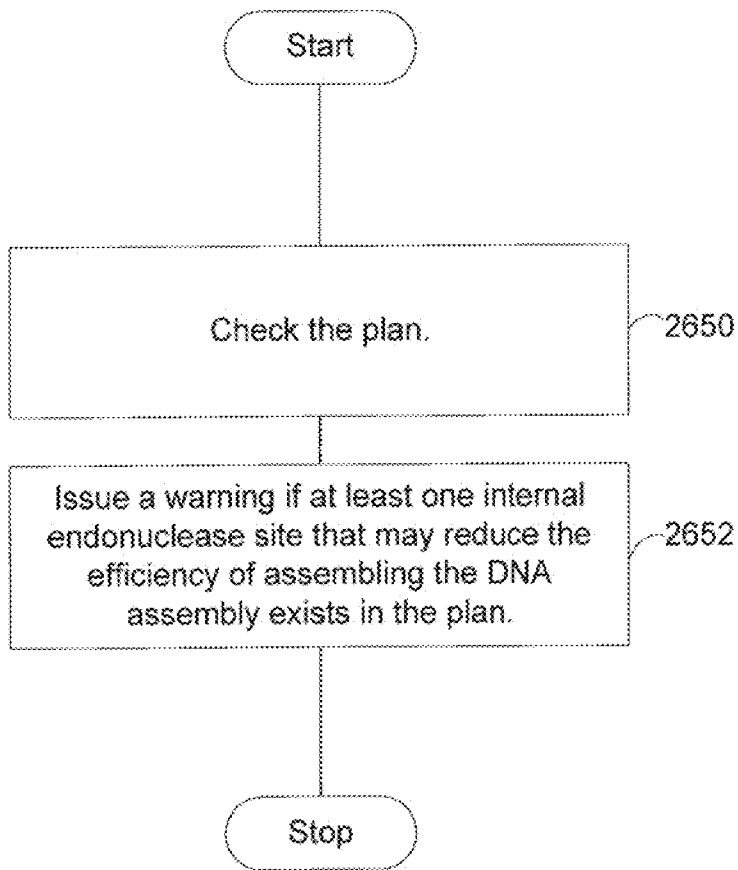 Start
Check the plan.
2650
Issue a warning if at least one internal
endonuclease site that may reduce the
efficiency of assembling the DNA
assembly exists in the plan.
2652
Stop